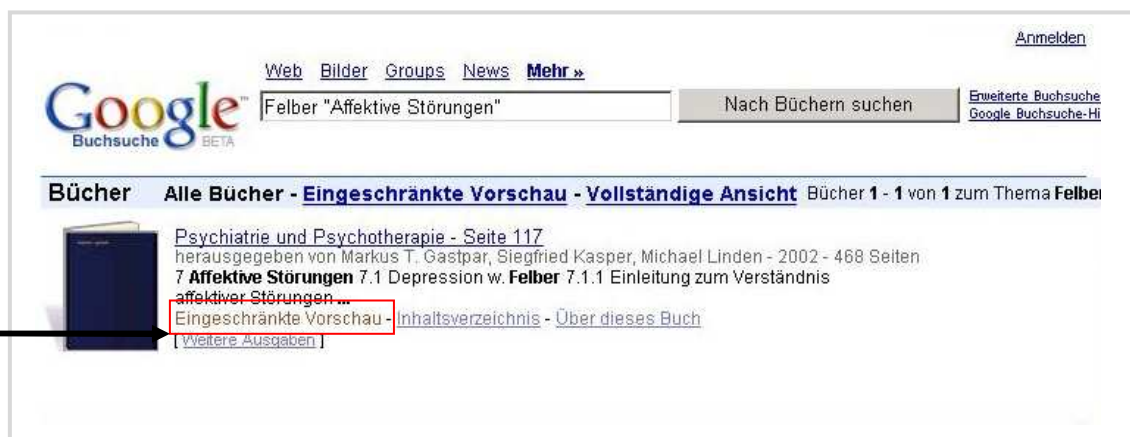 Anmelden
Web Bilder Groups News Mehr »
Google™
Buchsuche BETA
Felber "Affektive Störungen"
Nach Büchern suchen
Erweiterte Buchsuche
Google Buchsuche-Hi
Bücher Alle Bücher - Eingeschränkte Vorschau - Vollständige Ansicht Bücher 1 - 1 von 1 zum Thema Felber
Psychiatrie und Psychotherapie - Seite 117
herausgegeben von Markus T. Gastpar, Siegfried Kasper, Michael Linden - 2002 - 468 Seiten
7 Affektive Störungen 7.1 Depression w. Felber 7.1.1 Einleitung zum Verständnis
affektiver Störungen ...
Eingeschränkte Vorschau - Inhaltsverzeichnis - Über dieses Buch
[ Weitere Ausgaben ]